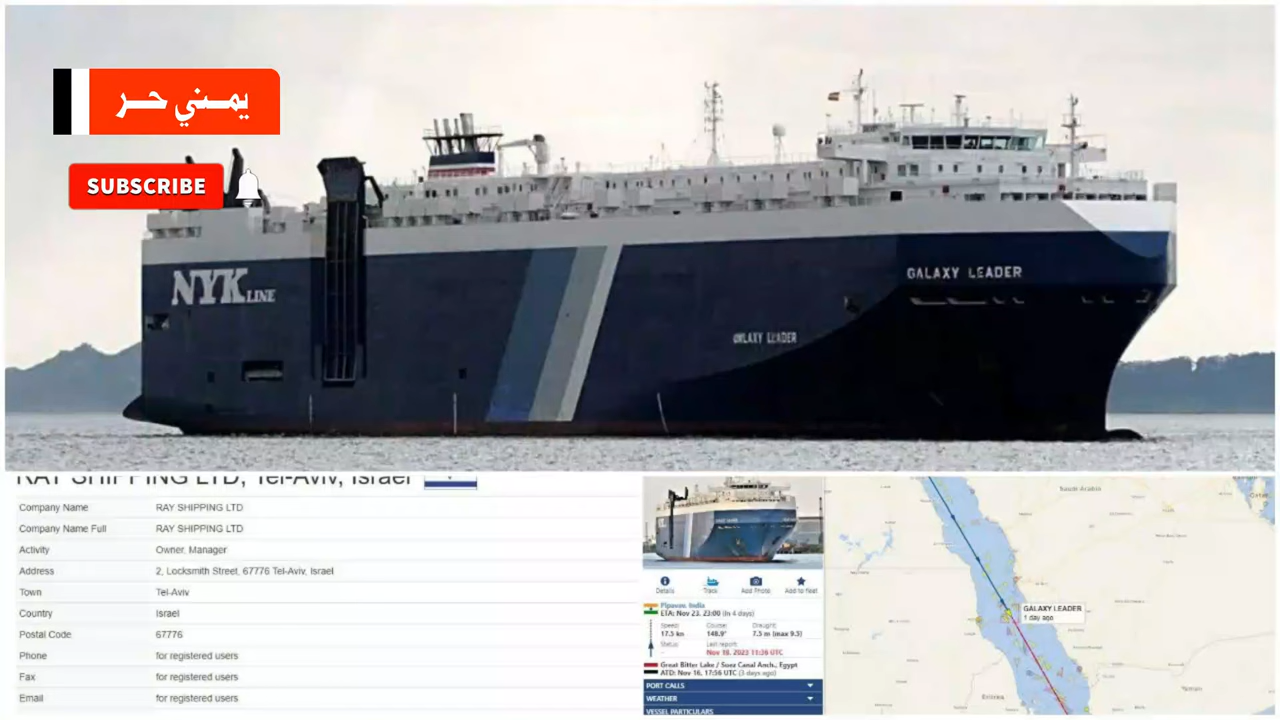 يمني حر
SUBSCRIBE
NYK LINE
GALAXY LEADER
GALAXY LEADER
RAY SHIPPING LTD, Tel-Aviv, Israel
Company Name RAY SHIPPING LTD
Company Name Full RAY SHIPPING LTD
Activity Owner, Manager
Address 2, Locksmith Street, 67776 Tel-Aviv, Israel
Town Tel-Aviv
Country Israel
Postal Code 67776
Phone for registered users
Fax for registered users
Email for registered users
Details Track Add Photo Add to fleet
Pipavav, India
ETA: Nov 23, 23:00 (in 4 days)
Speed: Course: Draught:
17.5 kn 148.9° 7.5 m (max 9.5)
Status: Last report:
- Nov 18, 2023 11:36 UTC
Great Bitter Lake / Suez Canal Anch., Egypt
ATD: Nov 16, 17:56 UTC (3 days ago)
PORT CALLS
WEATHER
VESSEL PARTICULARS
Saudi Arabia
Qatar
GALAXY LEADER
1 day ago
Eritrea
Yemen